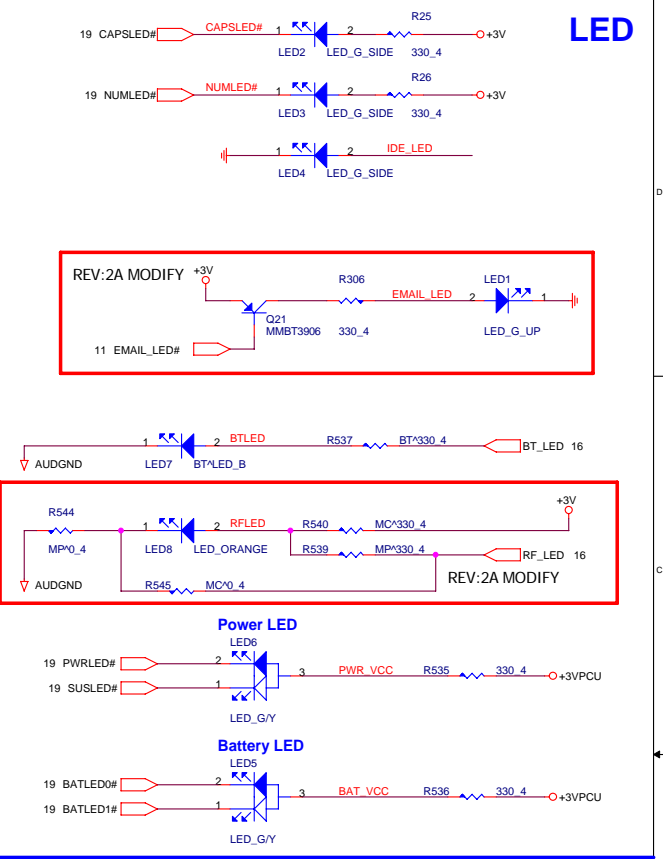 LED
R25
19 CAPSLED# CAPSLED# 1 2 +3V
LED2 LED_G_SIDE 330_4
R26
19 NUMLED# NUMLED# 1 2 +3V
LED3 LED_G_SIDE 330_4
1 2 IDE_LED
LED4 LED_G_SIDE
D
REV:2A MODIFY +3V
R306 LED1
EMAIL_LED 2 1
Q21
MMBT3906 330_4 LED_G_UP
11 EMAIL_LED#
1 2 BTLED R537 BT^330_4 BT_LED 16
AUDGND LED7 BT^LED_B
+3V
R544
1 2 RFLED R540 MC^330_4
MP^0_4 LED8 LED_ORANGE R539 MP^330_4 RF_LED 16
C
AUDGND R545 MC^0_4 REV:2A MODIFY
Power LED
LED6
19 PWRLED# 2
3 PWR_VCC R535 330_4 +3VPCU
19 SUSLED# 1
LED_G/Y
Battery LED
LED5
19 BATLED0# 2
3 BAT_VCC R536 330_4 +3VPCU
19 BATLED1# 1
LED_G/Y